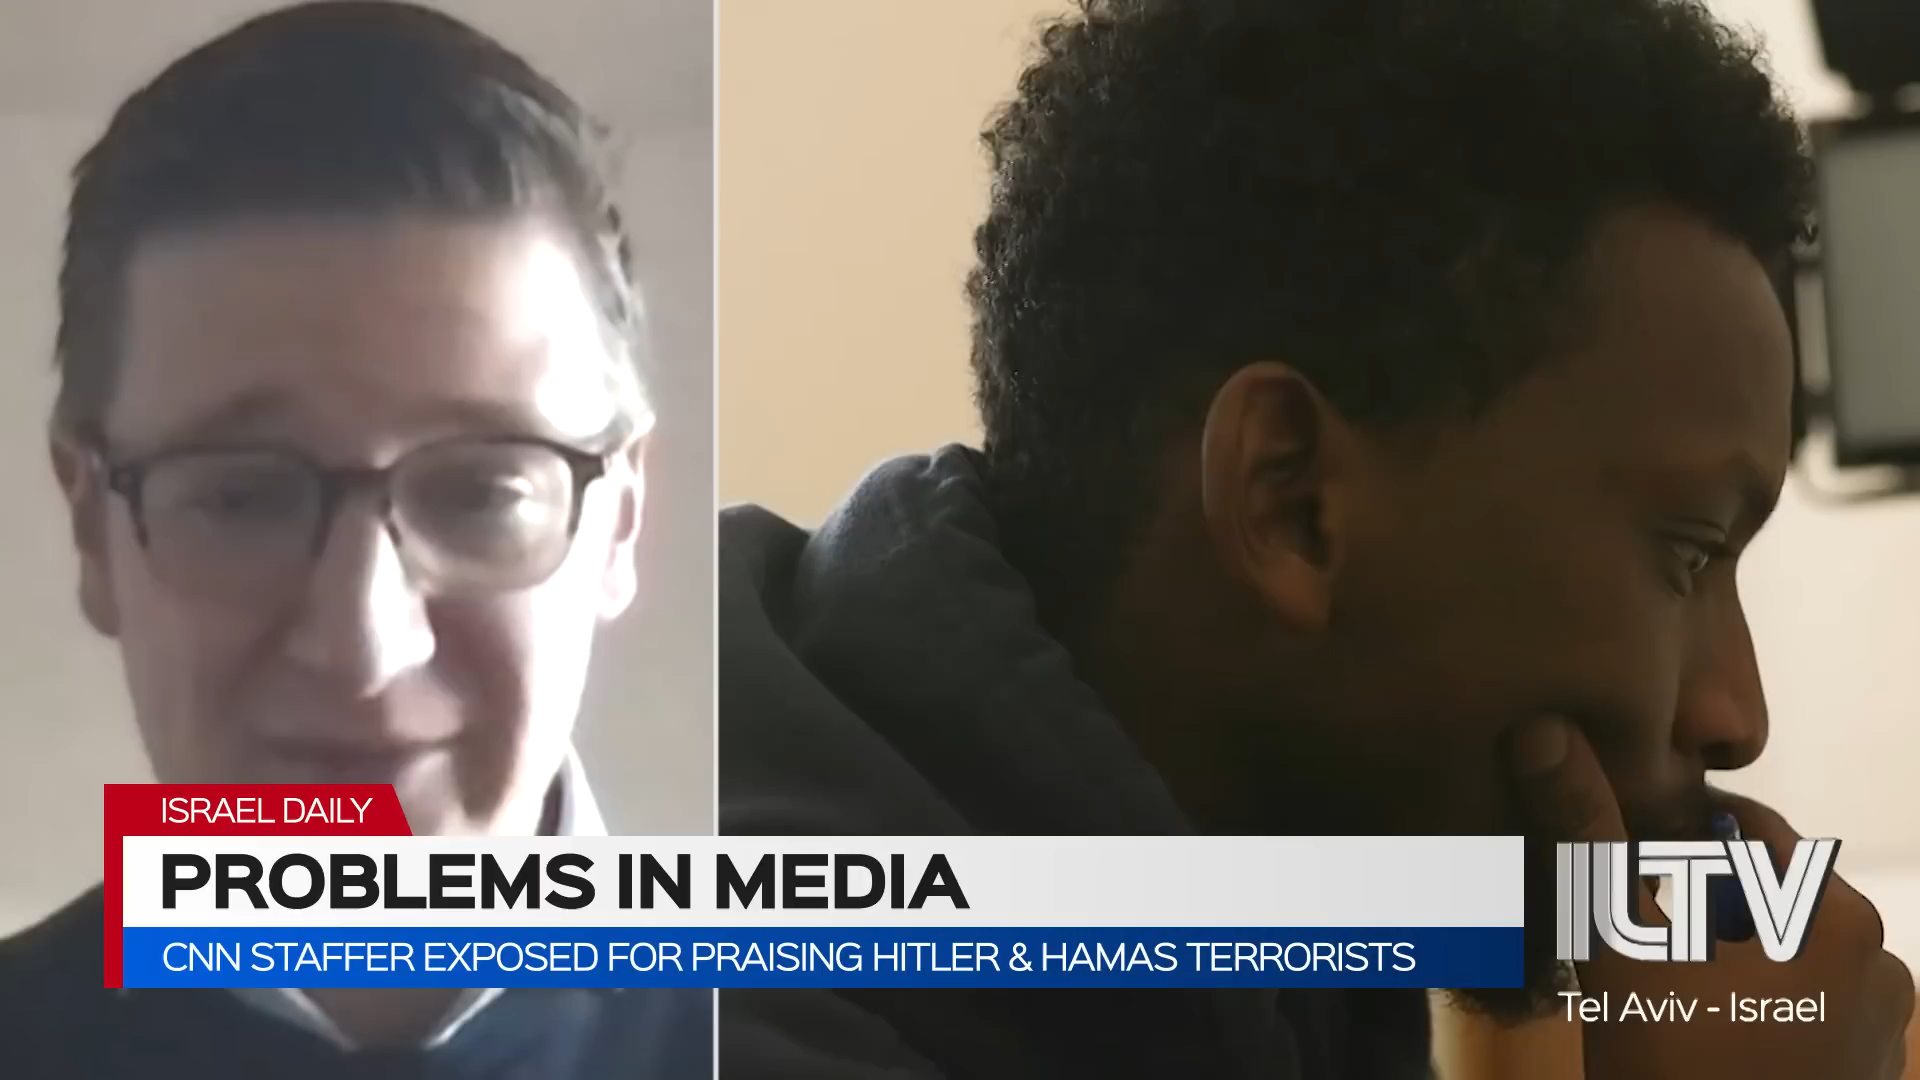 ISRAEL DAILY
PROBLEMS IN MEDIA
CNN STAFFER EXPOSED FOR PRAISING HITLER & HAMAS TERRORISTS
ILTV
Tel Aviv - Israel